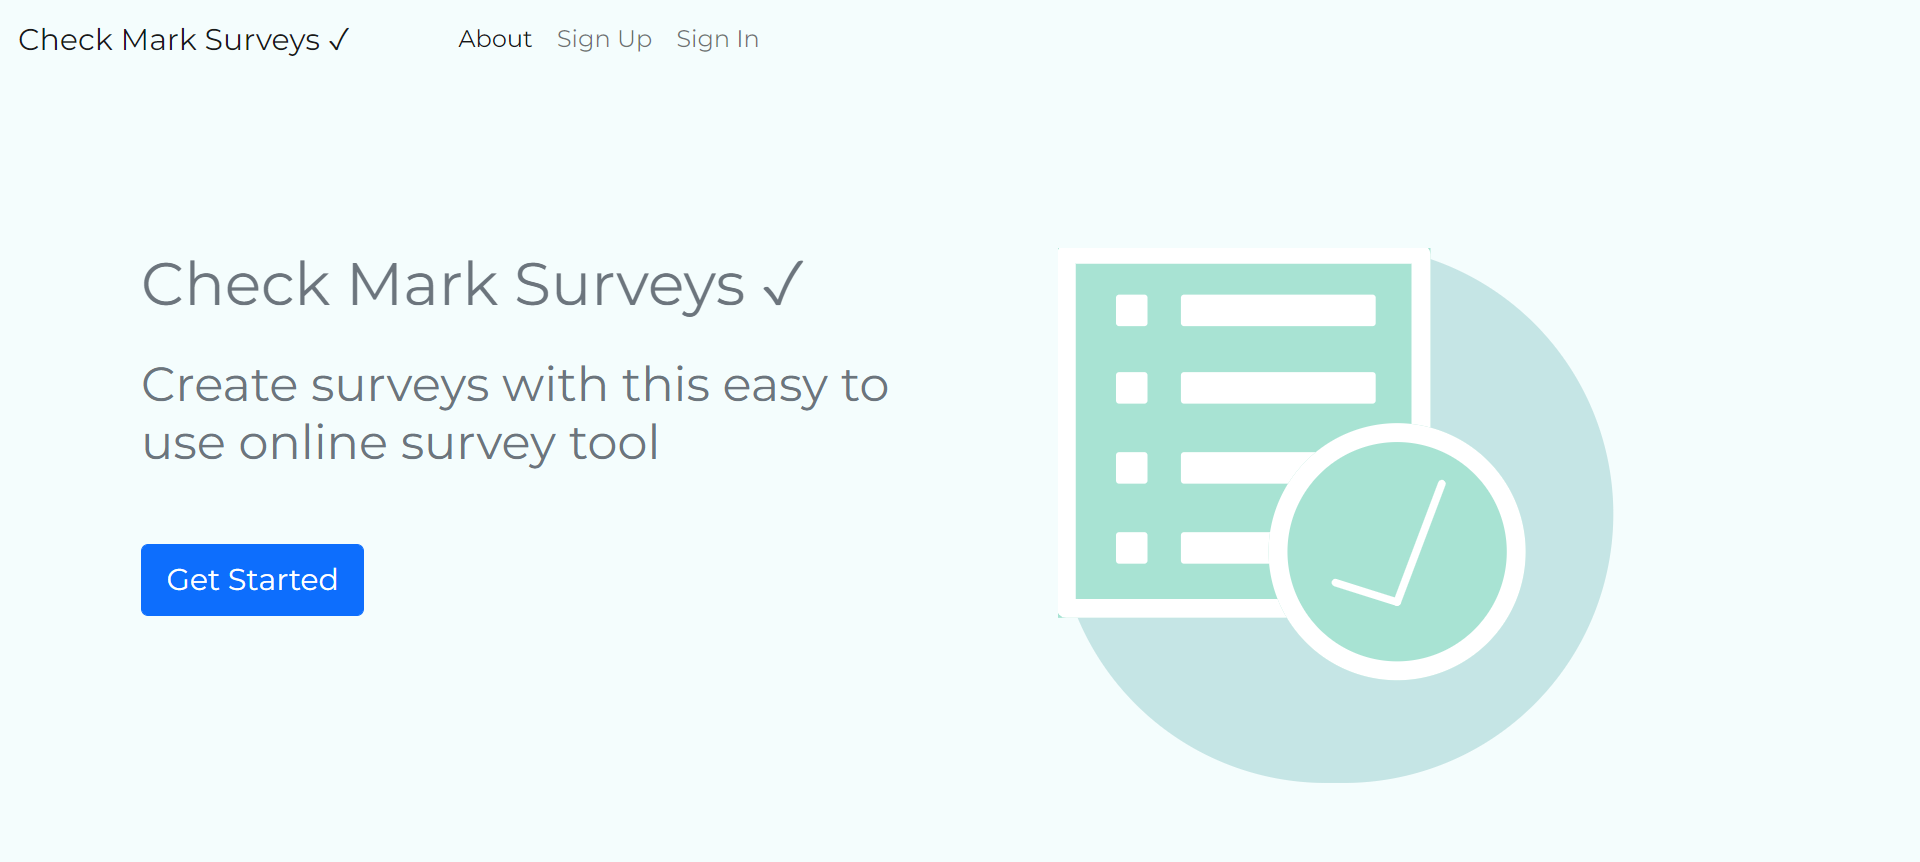 Check Mark Surveys ✓
About Sign Up Sign In
Check Mark Surveys ✓
Create surveys with this easy to
use online survey tool
Get Started